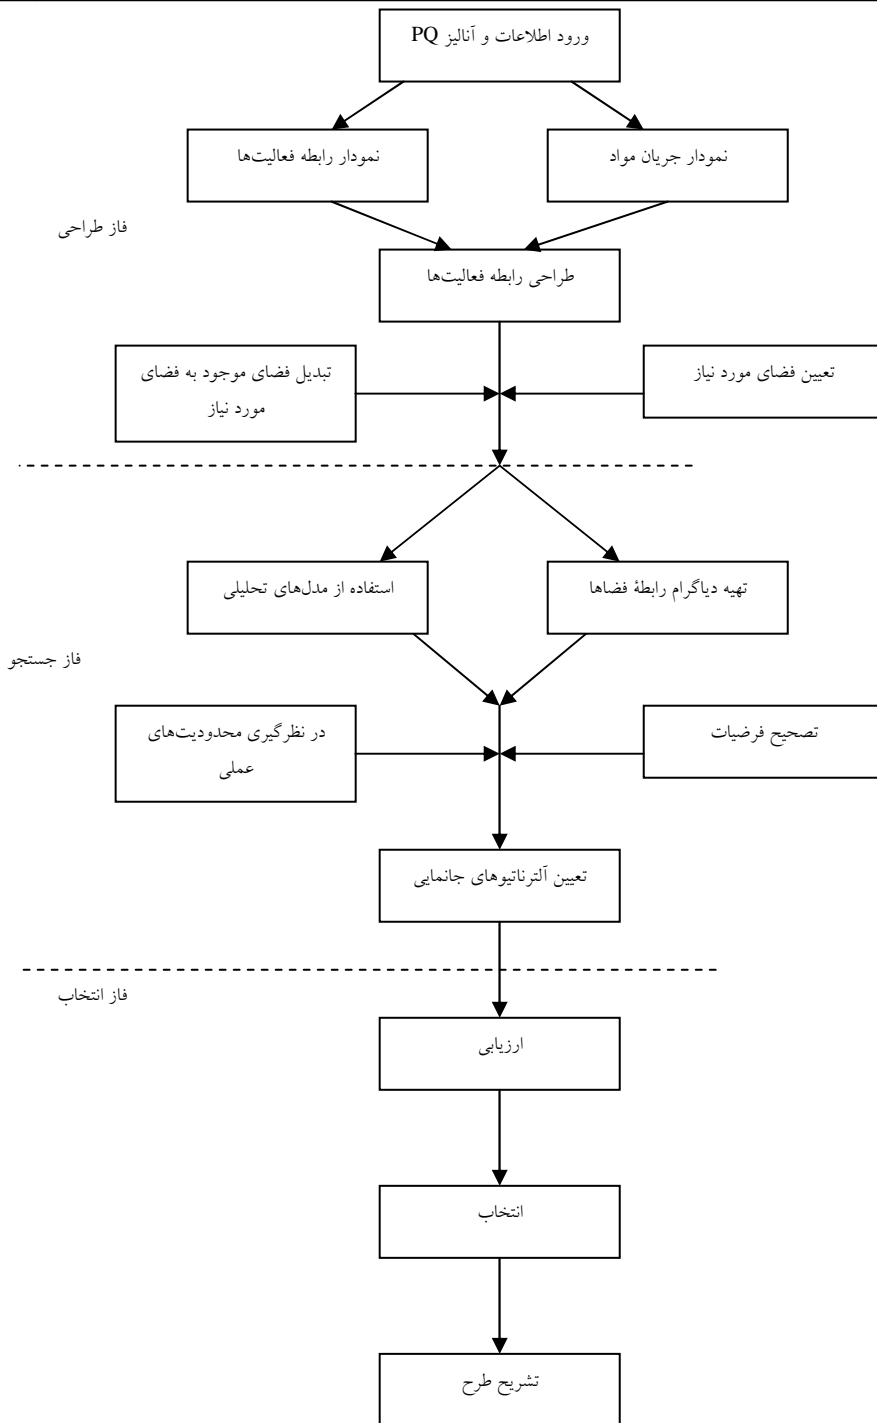 ورود اطلاعات و آنالیز PQ
نمودار جریان مواد
نمودار رابطه فعالیت‌ها
فاز طراحی
طراحی رابطه فعالیت‌ها
تعیین فضای مورد نیاز
تبدیل فضای موجود به فضای
مورد نیاز
تهیه دیاگرام رابطهٔ فضاها
استفاده از مدل‌های تحلیلی
فاز جستجو
تصحیح فرضیات
در نظرگیری محدودیت‌های
عملی
تعیین آلترناتیوهای جانمایی
فاز انتخاب
ارزیابی
انتخاب
تشریح طرح